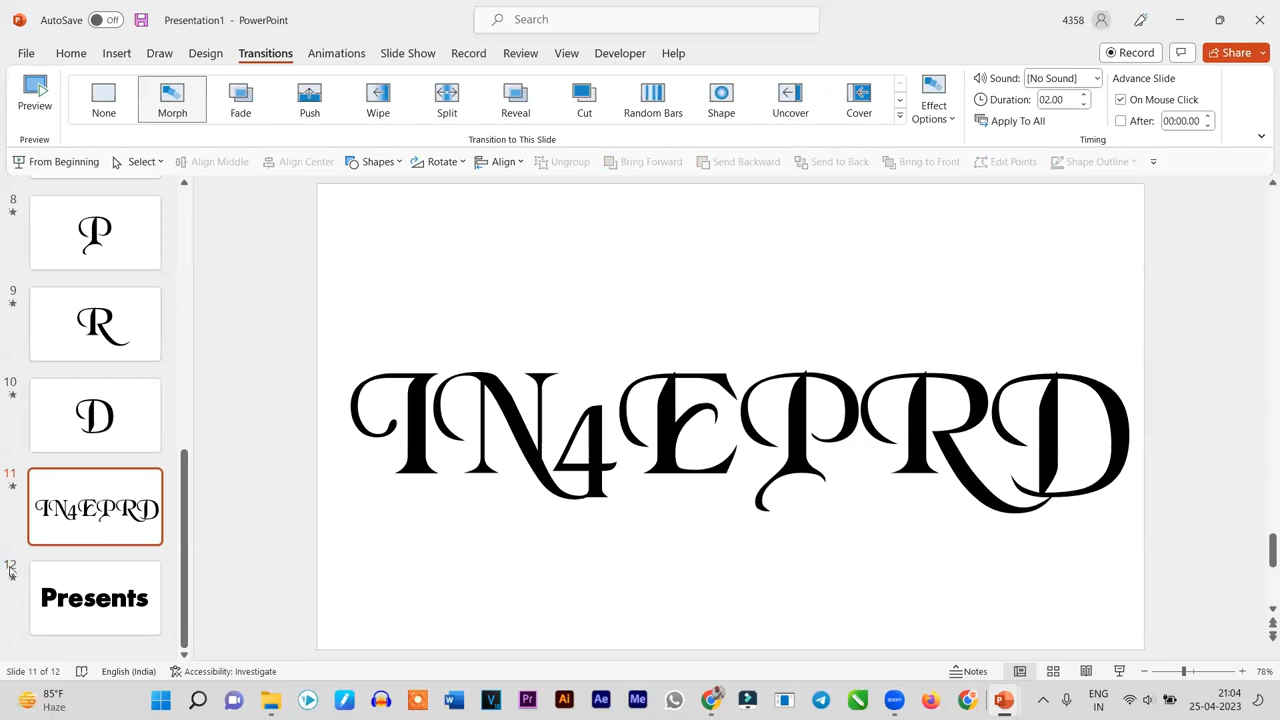 AutoSave Off Presentation1 - PowerPoint Search 4358
File Home Insert Draw Design Transitions Animations Slide Show Record Review View Developer Help Record Share
Preview None Morph Fade Push Wipe Split Reveal Cut Random Bars Shape Uncover Cover Effect Options
Sound: [No Sound] Advance Slide
Duration: 02.00 On Mouse Click
Apply To All After: 00:00.00
Preview Transition to This Slide Timing
From Beginning Select Align Middle Align Center Shapes Rotate Align Ungroup Bring Forward Send Backward Send to Back Bring to Front Edit Points Shape Outline
8
P
9
R
10
D
11
IN4EPRD
12
Presents
IN4EPRD
Slide 11 of 12 English (India) Accessibility: Investigate Notes 78%
85°F
Haze
ENG
IN
21:04
25-04-2023